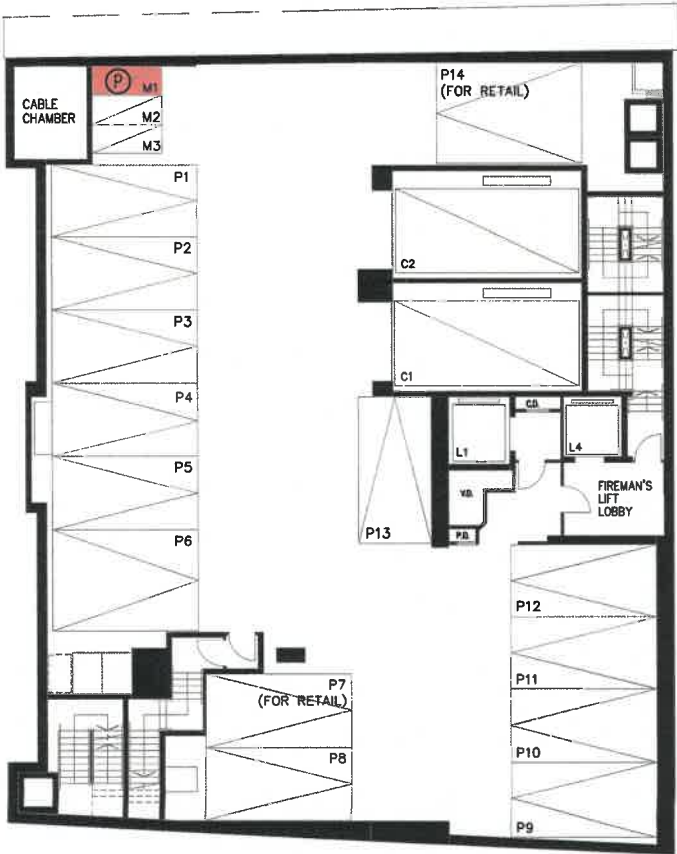 P
M1
CABLE
CHAMBER
M2
M3
P14
(FOR RETAIL)
P1
P2
C2
P3
C1
P4
C.D.
L1
L4
P5
FIREMAN'S
LIFT
LOBBY
V.D.
P6
P13
P.D.
P12
P7
(FOR RETAIL)
P11
P8
P10
P9